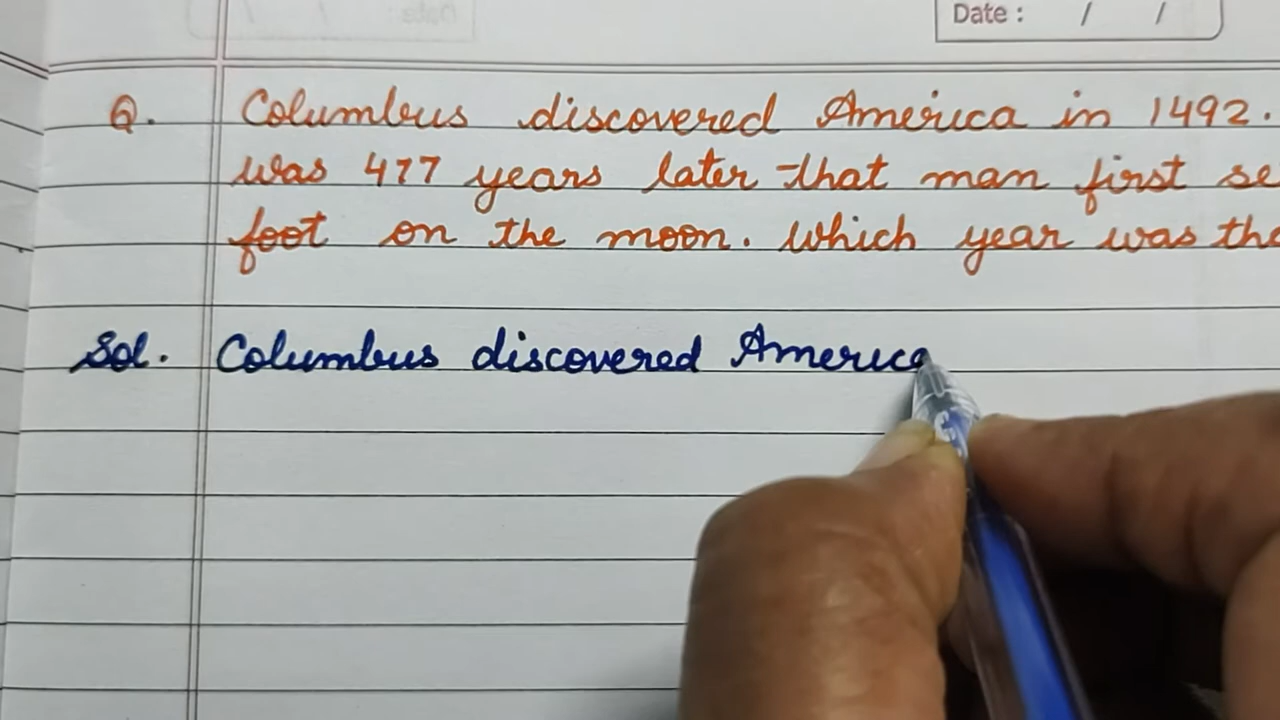 Date : / /
Q. Columbus discovered America in 1492.
was 477 years later that man first se
foot on the moon. Which year was the
Sol. Columbus discovered America